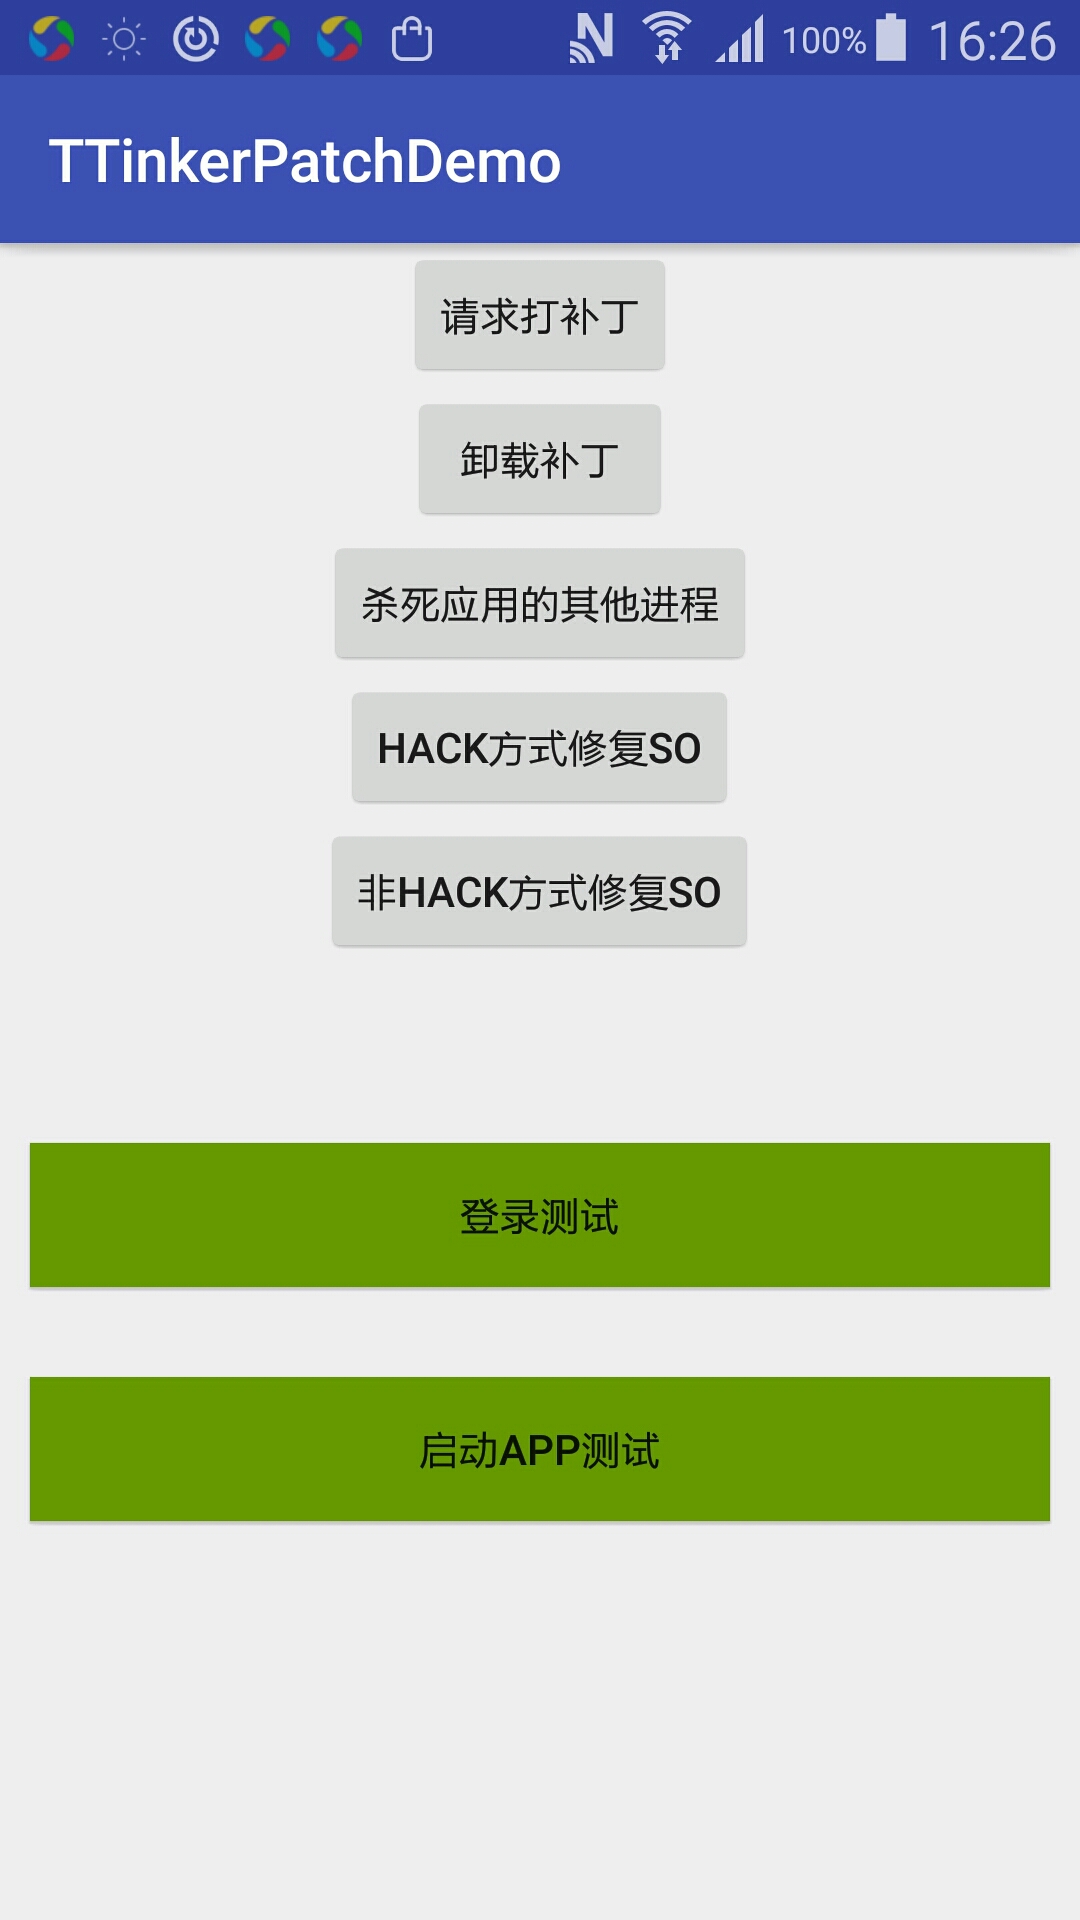 100% 16:26
TTinkerPatchDemo
请求打补丁
卸载补丁
杀死应用的其他进程
HACK方式修复SO
非HACK方式修复SO
登录测试
启动APP测试